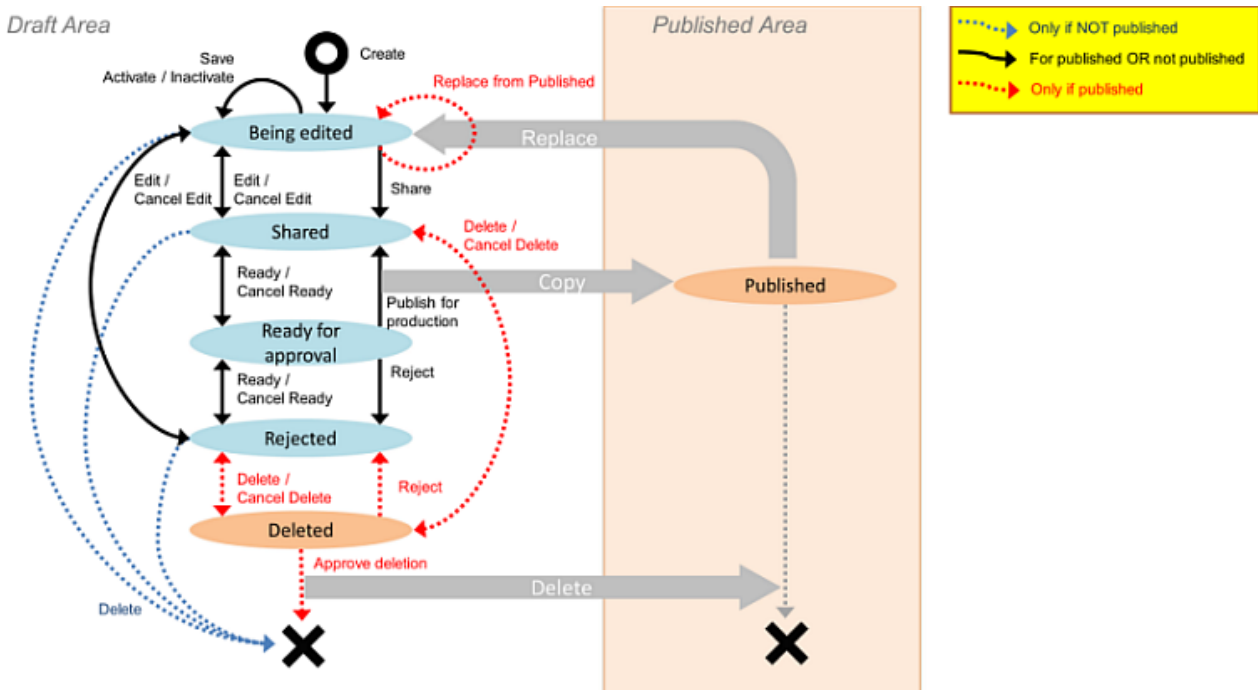 Draft Area
Published Area
Only if NOT published
For published OR not published
Only if published
Create
Save
Activate / Inactivate
Replace from Published
Being edited
Replace
Edit /
Cancel Edit
Edit /
Cancel Edit
Share
Shared
Delete /
Cancel Delete
Ready /
Cancel Ready
Copy
Published
Publish for
production
Ready for
approval
Ready /
Cancel Ready
Reject
Rejected
Delete /
Cancel Delete
Reject
Deleted
Approve deletion
Delete
Delete